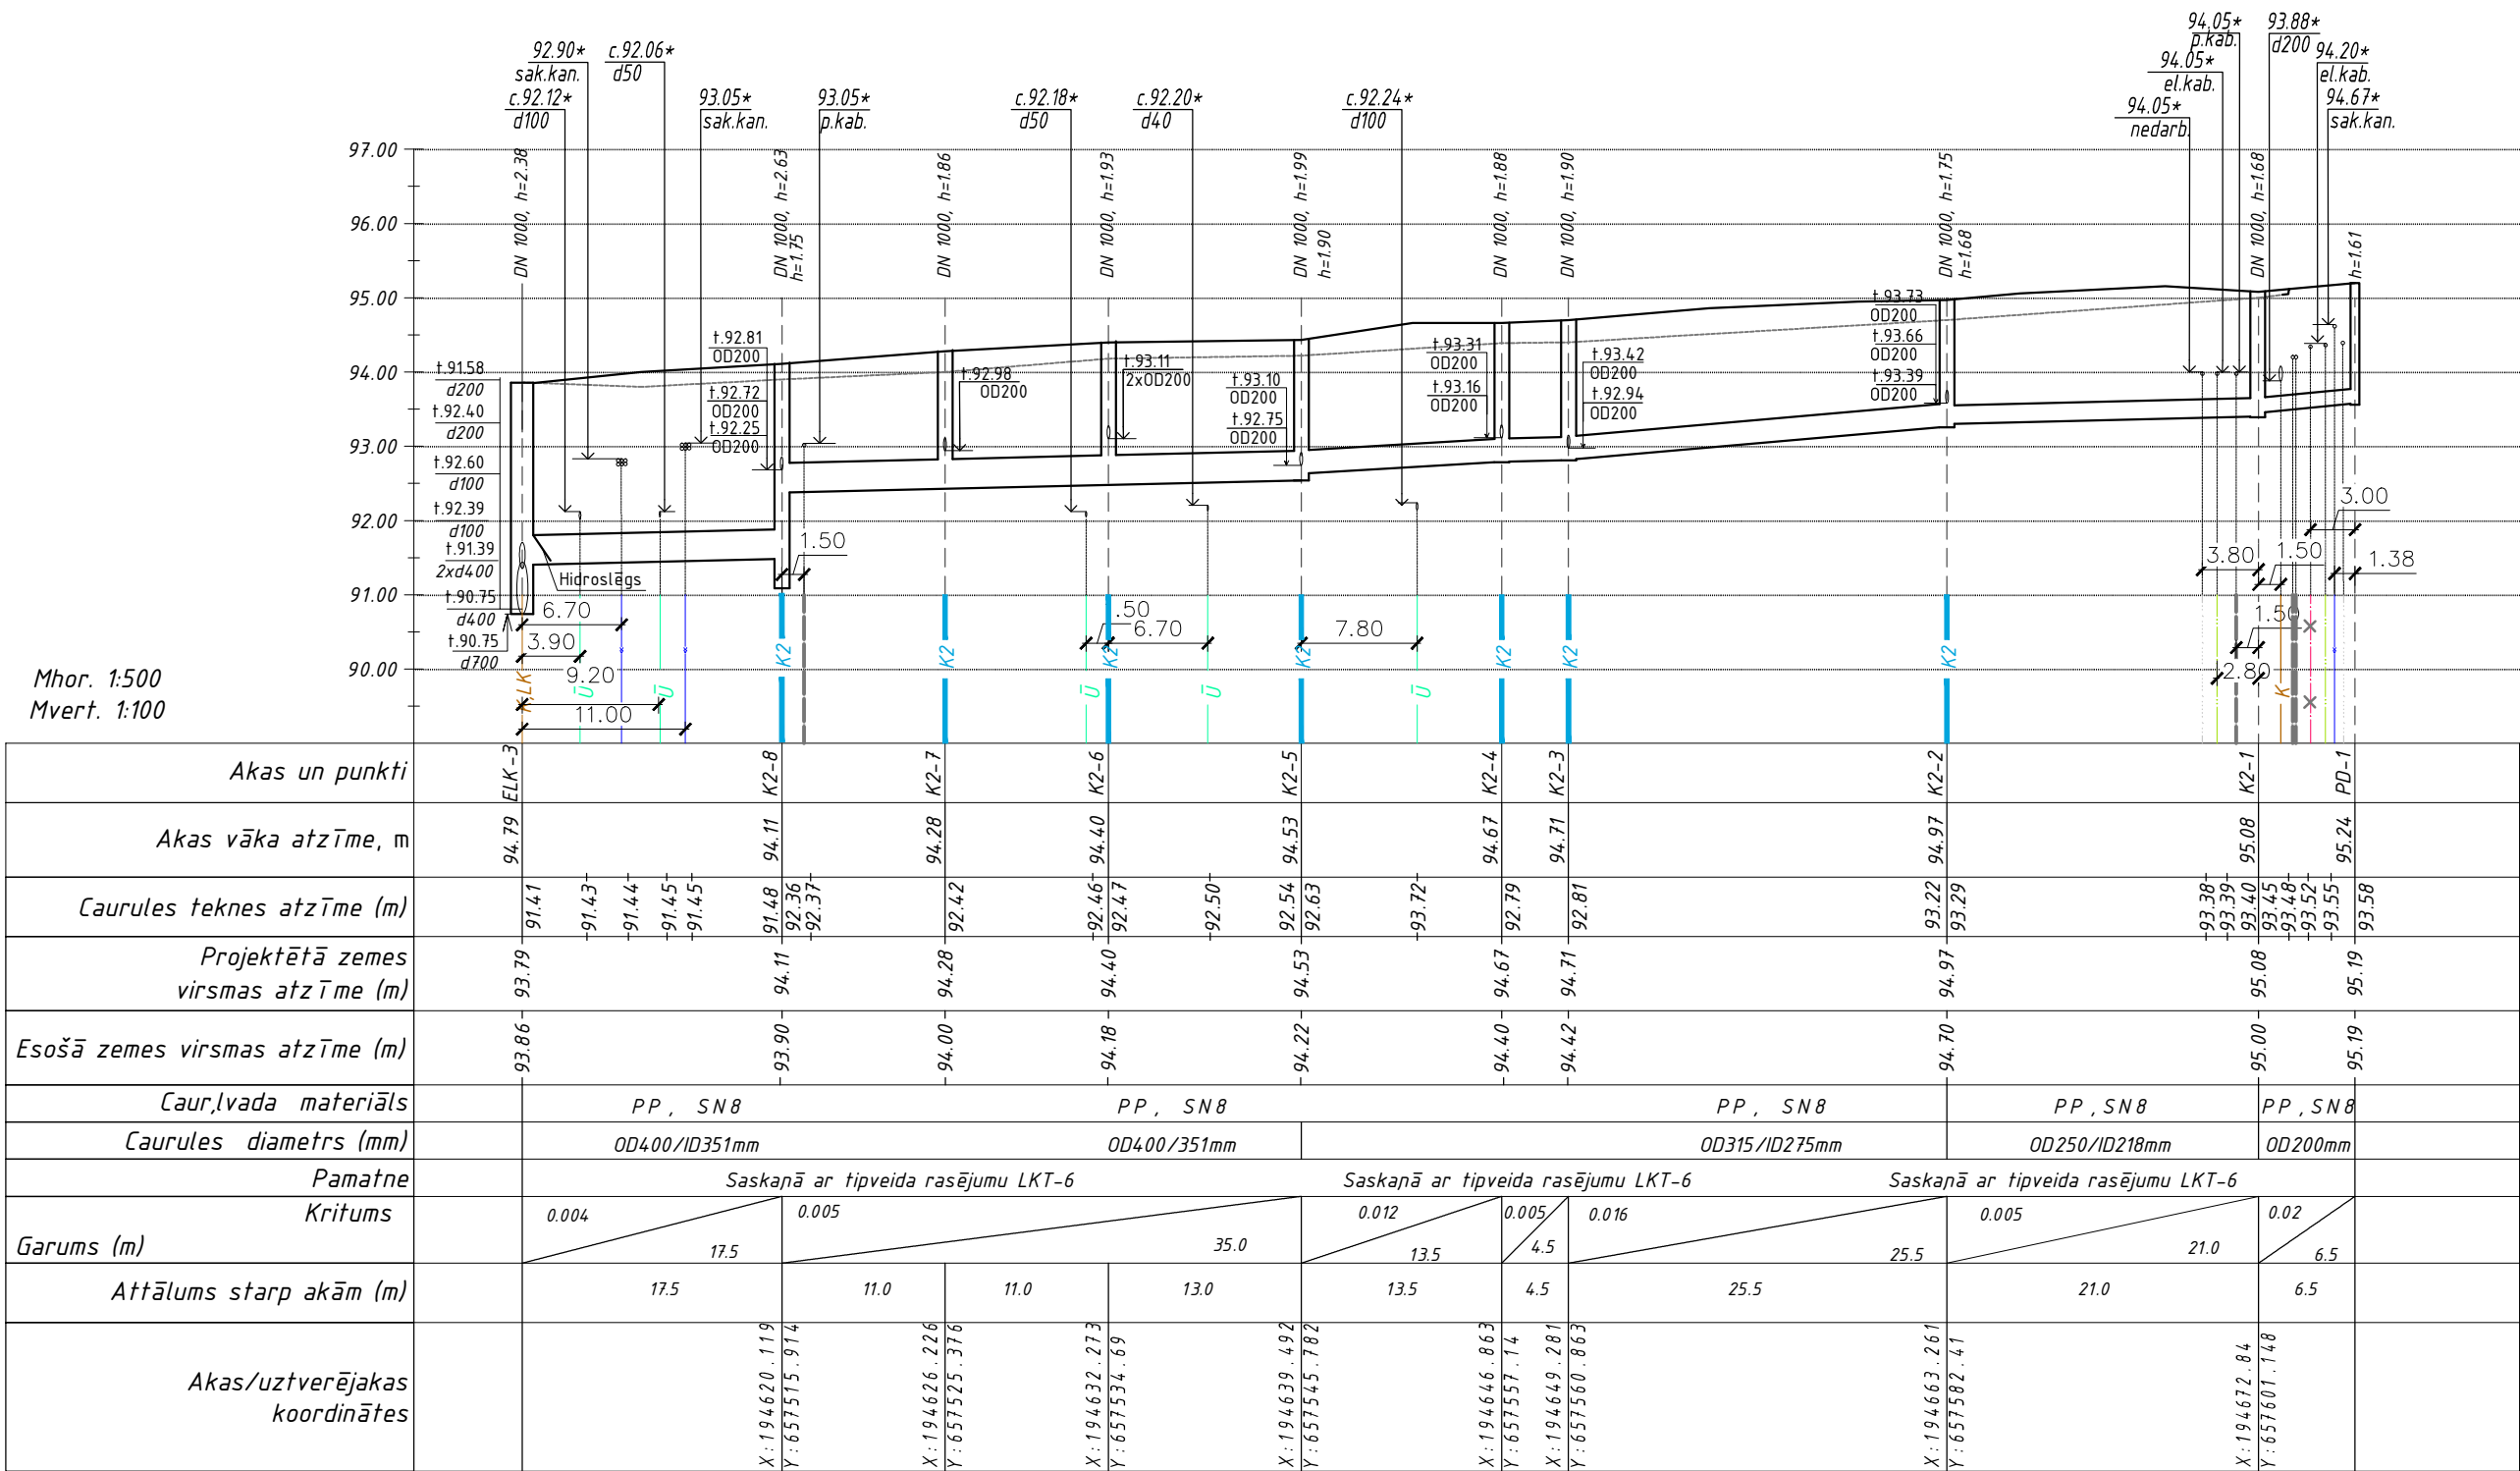 92.90*
sak.kan.
c.92.06*
d50
c.92.12*
d100
93.05*
sak.kan.
93.05*
p.kab.
c.92.18*
d50
c.92.20*
d40
c.92.24*
d100
94.05*
p.kab.
93.88*
d200
94.20*
el.kab.
94.05*
el.kab.
94.67*
sak.kan.
94.05*
nedarb.
97.00
96.00
95.00
94.00
93.00
92.00
91.00
90.00
DN 1000, h=2.38
DN 1000, h=2.63
h=1.75
DN 1000, h=1.86
DN 1000, h=1.93
DN 1000, h=1.99
h=1.90
DN 1000, h=1.88
DN 1000, h=1.90
DN 1000, h=1.75
h=1.68
DN 1000, h=1.68
h=1.61
t.91.58
d200
t.92.40
d200
t.92.60
d100
t.92.39
d100
t.91.39
2xd400
t.90.75
d400
t.90.75
d700
Hidroslēgs
t.92.81
OD200
t.92.72
OD200
t.92.25
OD200
t.92.98
OD200
t.93.11
2xOD200
t.93.10
OD200
t.92.75
OD200
t.93.31
OD200
t.93.16
OD200
t.93.42
OD200
t.92.94
OD200
t.93.73
OD200
t.93.66
OD200
t.93.39
OD200
6.70
3.90
9.20
11.00
1.50
.50
6.70
7.80
3.80
1.50
3.00
1.38
1.50
2.80
Ū
Ū
K2
K2
Ū
K2
Ū
K2
Ū
K2
K2
K2
K
Mhor. 1:500
Mvert. 1:100
Akas un punkti
ELK-3
K2-8
K2-7
K2-6
K2-5
K2-4
K2-3
K2-2
K2-1
PD-1
Akas vāka atzīme, m
94.79
94.11
94.28
94.40
94.53
94.67
94.71
94.97
95.08
95.24
Caurules teknes atzīme (m)
91.41
91.43
91.44
91.45
91.45
91.48
92.36
92.37
92.42
92.46
92.47
92.50
92.54
92.63
93.72
92.79
92.81
93.22
93.29
93.38
93.39
93.40
93.45
93.48
93.52
93.55
93.58
Projektētā zemes
virsmas atzīme (m)
93.79
94.11
94.28
94.40
94.53
94.67
94.71
94.97
95.08
95.19
Esošā zemes virsmas atzīme (m)
93.86
93.90
94.00
94.18
94.22
94.40
94.42
94.70
95.00
95.19
Caur,lvada materiāls
PP, SN8
PP, SN8
PP, SN8
PP,SN8
PP,SN8
Caurules diametrs (mm)
OD400/ID351mm
OD400/351mm
OD315/ID275mm
OD250/ID218mm
OD200mm
Pamatne
Saskaņā ar tipveida rasējumu LKT-6
Saskaņā ar tipveida rasējumu LKT-6
Saskaņā ar tipveida rasējumu LKT-6
Kritums
0.004
0.005
0.012
0.005
0.016
0.005
0.02
Garums (m)
17.5
35.0
13.5
4.5
25.5
21.0
6.5
Attālums starp akām (m)
17.5
11.0
11.0
13.0
13.5
4.5
25.5
21.0
6.5
Akas/uztverējakas
koordinātes
X:194620.119
Y:657515.914
X:194626.226
Y:657525.376
X:194632.273
Y:657534.69
X:194639.492
Y:657545.782
X:194646.863
Y:657557.14
X:194649.281
Y:657560.863
X:194663.261
Y:657582.41
X:194672.84
Y:657601.148